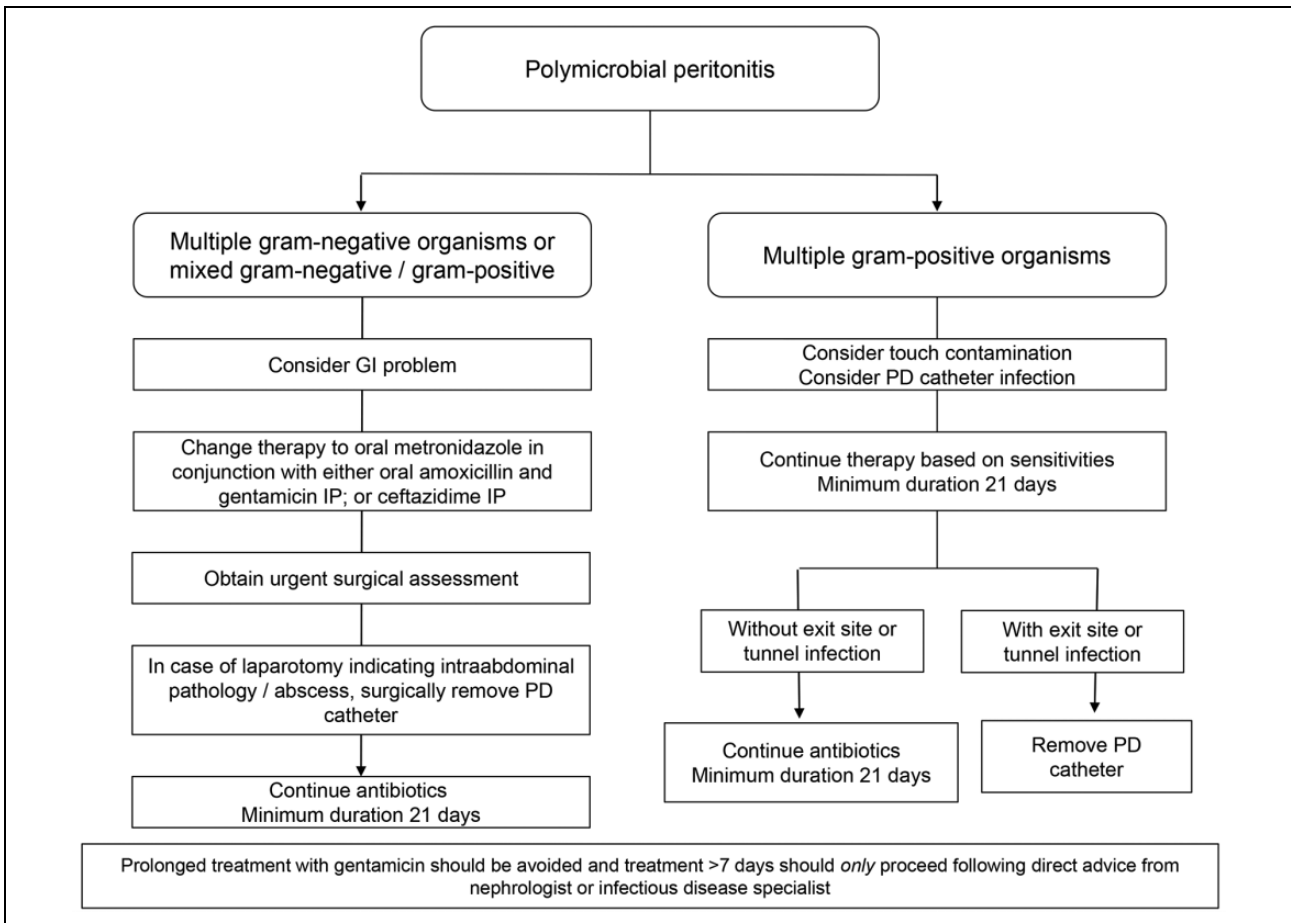 Polymicrobial peritonitis
Multiple gram-negative organisms or
mixed gram-negative / gram-positive
Consider GI problem
Change therapy to oral metronidazole in
conjunction with either oral amoxicillin and
gentamicin IP; or ceftazidime IP
Obtain urgent surgical assessment
In case of laparotomy indicating intraabdominal
pathology / abscess, surgically remove PD
catheter
Continue antibiotics
Minimum duration 21 days
Multiple gram-positive organisms
Consider touch contamination
Consider PD catheter infection
Continue therapy based on sensitivities
Minimum duration 21 days
Without exit site or
tunnel infection
Continue antibiotics
Minimum duration 21 days
With exit site or
tunnel infection
Remove PD
catheter
Prolonged treatment with gentamicin should be avoided and treatment >7 days should only proceed following direct advice from
nephrologist or infectious disease specialist